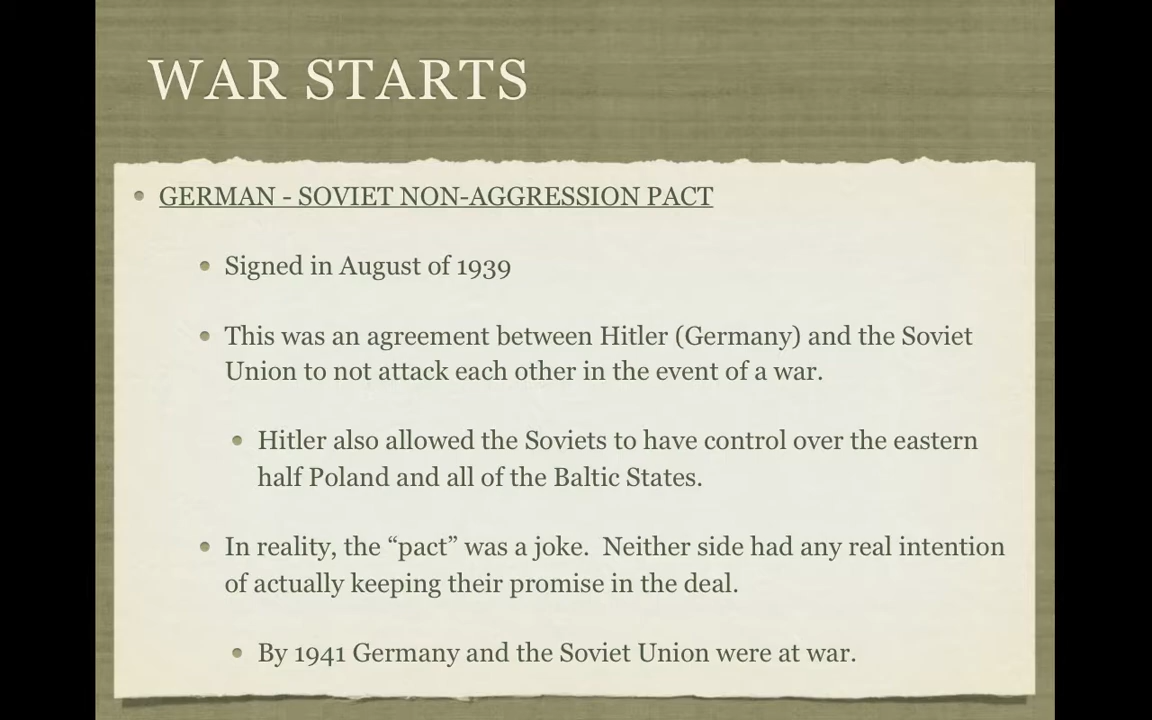 WAR STARTS
• GERMAN - SOVIET NON-AGGRESSION PACT
• Signed in August of 1939
• This was an agreement between Hitler (Germany) and the Soviet
Union to not attack each other in the event of a war.
• Hitler also allowed the Soviets to have control over the eastern
half Poland and all of the Baltic States.
• In reality, the “pact” was a joke.  Neither side had any real intention
of actually keeping their promise in the deal.
• By 1941 Germany and the Soviet Union were at war.